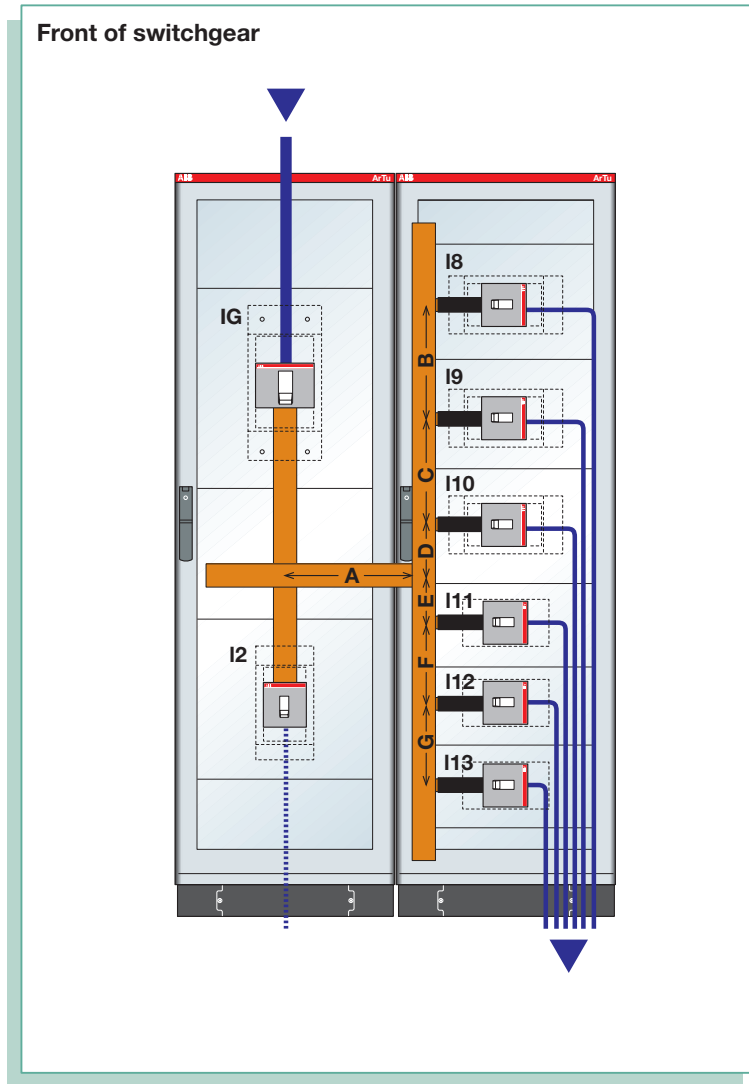 Front of switchgear
ABB ArTu
ABB ArTu
I8
IG
B
I9
C
I10
D
A
E
I11
F
I2
I12
G
I13